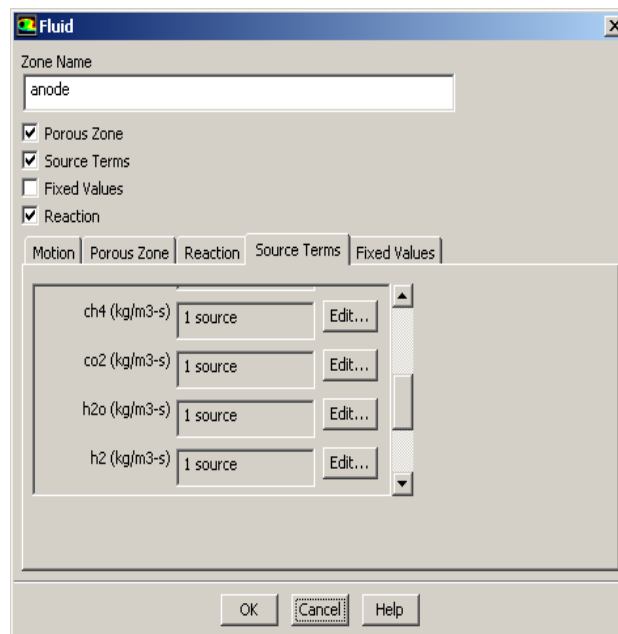 Fluid
Zone Name
anode
Porous Zone
Source Terms
Fixed Values
Reaction
Motion Porous Zone Reaction Source Terms Fixed Values
ch4 (kg/m3-s) 1 source Edit...
co2 (kg/m3-s) 1 source Edit...
h2o (kg/m3-s) 1 source Edit...
h2 (kg/m3-s) 1 source Edit...
OK Cancel Help